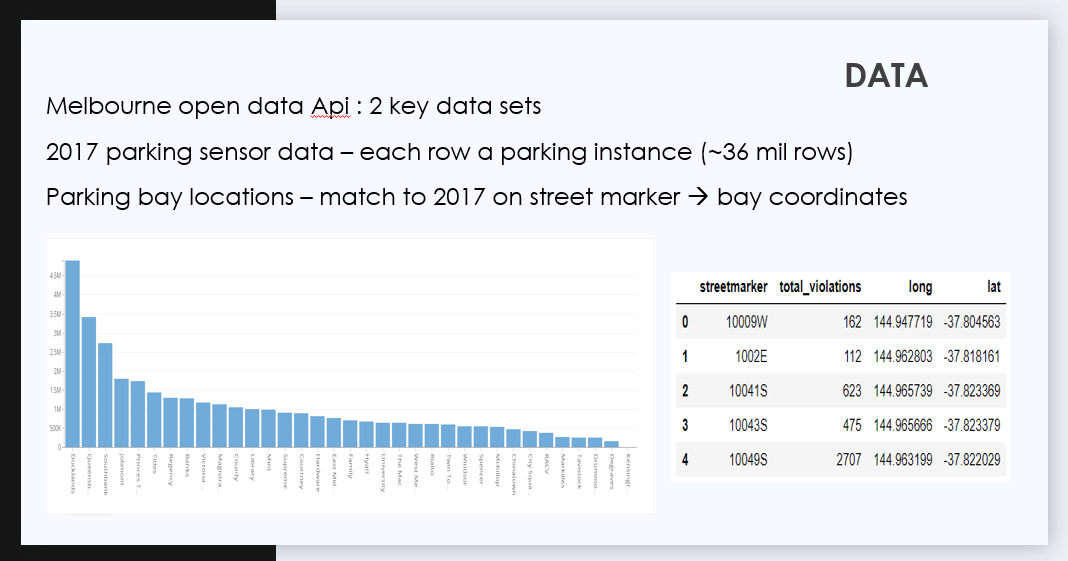 DATA
Melbourne open data Api : 2 key data sets
2017 parking sensor data – each row a parking instance (~36 mil rows)
Parking bay locations – match to 2017 on street marker → bay coordinates
4.5M
4M
3.5M
3M
2.5M
2M
1.5M
1M
500K
0
Docklands
Queensb...
Southbank
Jolimont
Princes T...
Titles
Regency
Banks
Victoria ...
Magistra...
County
Library
Mint
Supreme
Courtney
Hardware
East Mel...
Family
Hyatt
University
The Mac
West Me...
Rialto
Twin To...
Windsor
Spencer
McKillop
Chinatown
City Squa...
RACV
Markilles
Tavistock
Drummo...
Degraves
Kensingt...
streetmarker total_violations long lat
0 10009W 162 144.947719 -37.804563
1 1002E 112 144.962803 -37.818161
2 10041S 623 144.965739 -37.823369
3 10043S 475 144.965666 -37.823379
4 10049S 2707 144.963199 -37.822029